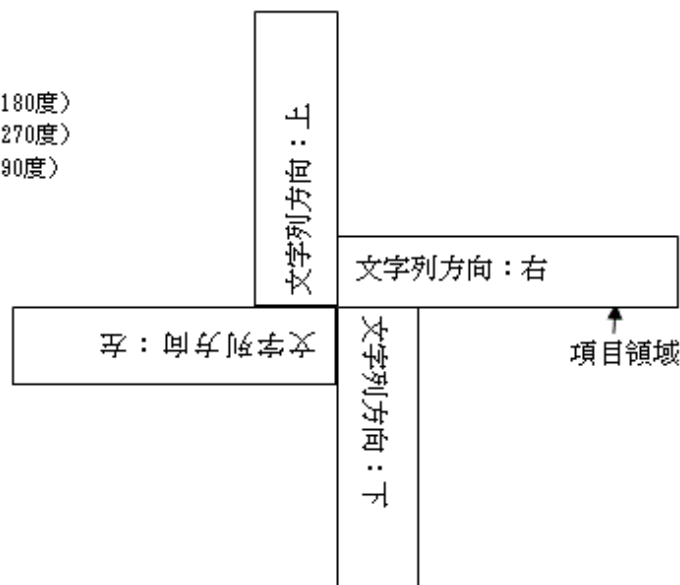 180度）
270度）
90度）
文字列方向：上
文字列方向：右
文字列方向：左
文字列方向：下
項目領域